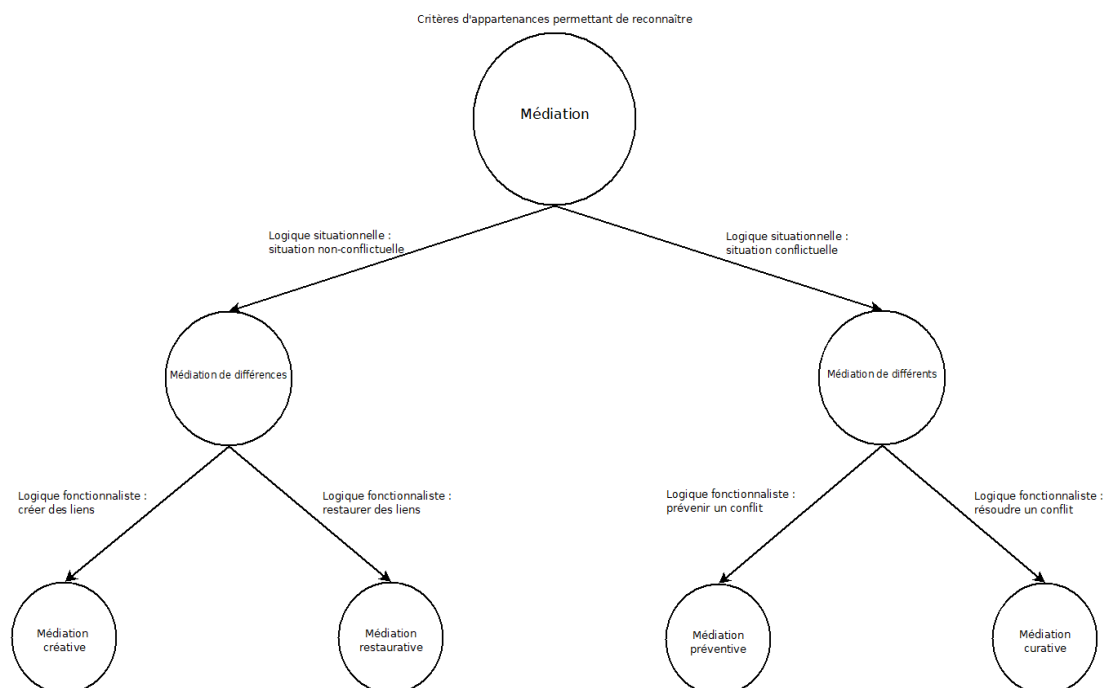 Critères d'appartenances permettant de reconnaître
Médiation
Logique situationnelle :
situation non-conflictuelle
Logique situationnelle :
situation conflictuelle
Médiation de différences
Médiation de différents
Logique fonctionnaliste :
créer des liens
Logique fonctionnaliste :
restaurer des liens
Logique fonctionnaliste :
prévenir un conflit
Logique fonctionnaliste :
résoudre un conflit
Médiation
créative
Médiation
restaurative
Médiation
préventive
Médiation
curative